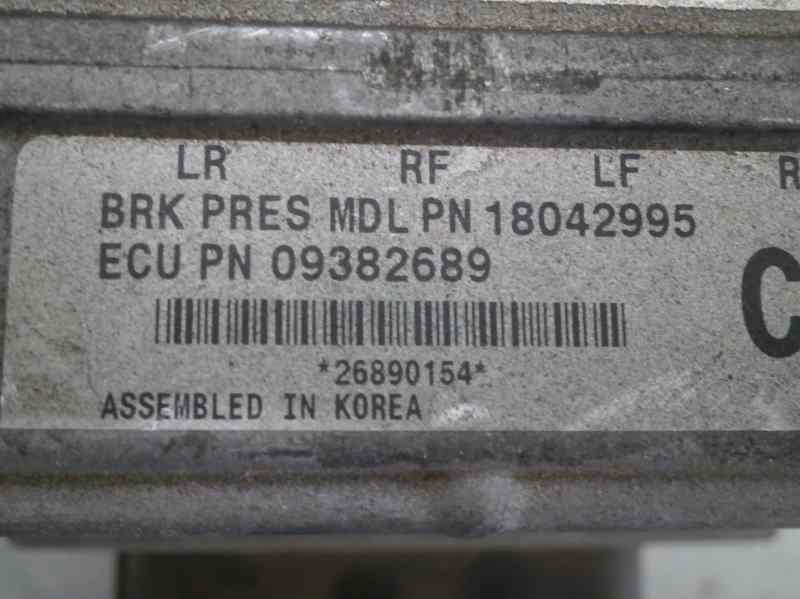 LR RF LF R
BRK PRES MDL PN 18042995
ECU PN 09382689
C
*26890154*
ASSEMBLED IN KOREA